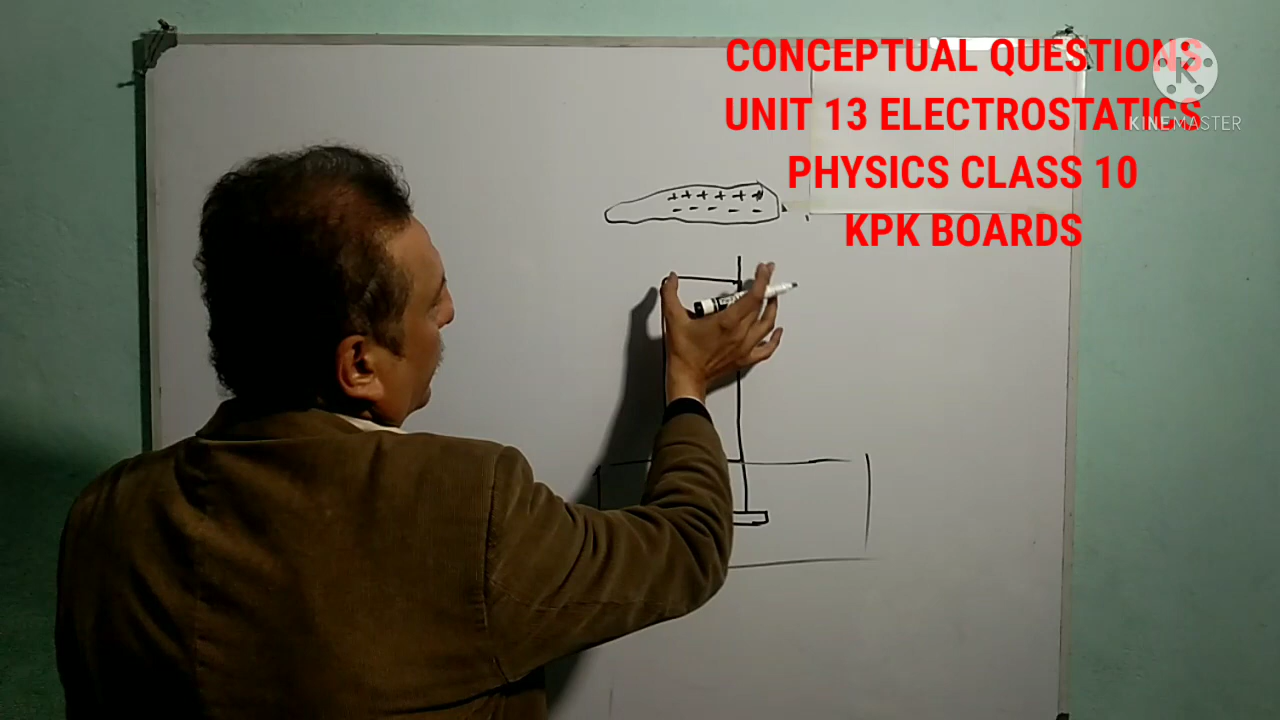 CONCEPTUAL QUESTIONS
UNIT 13 ELECTROSTATICS
PHYSICS CLASS 10
KPK BOARDS
K
KINEMASTER
+ + + + + +
- - - - -